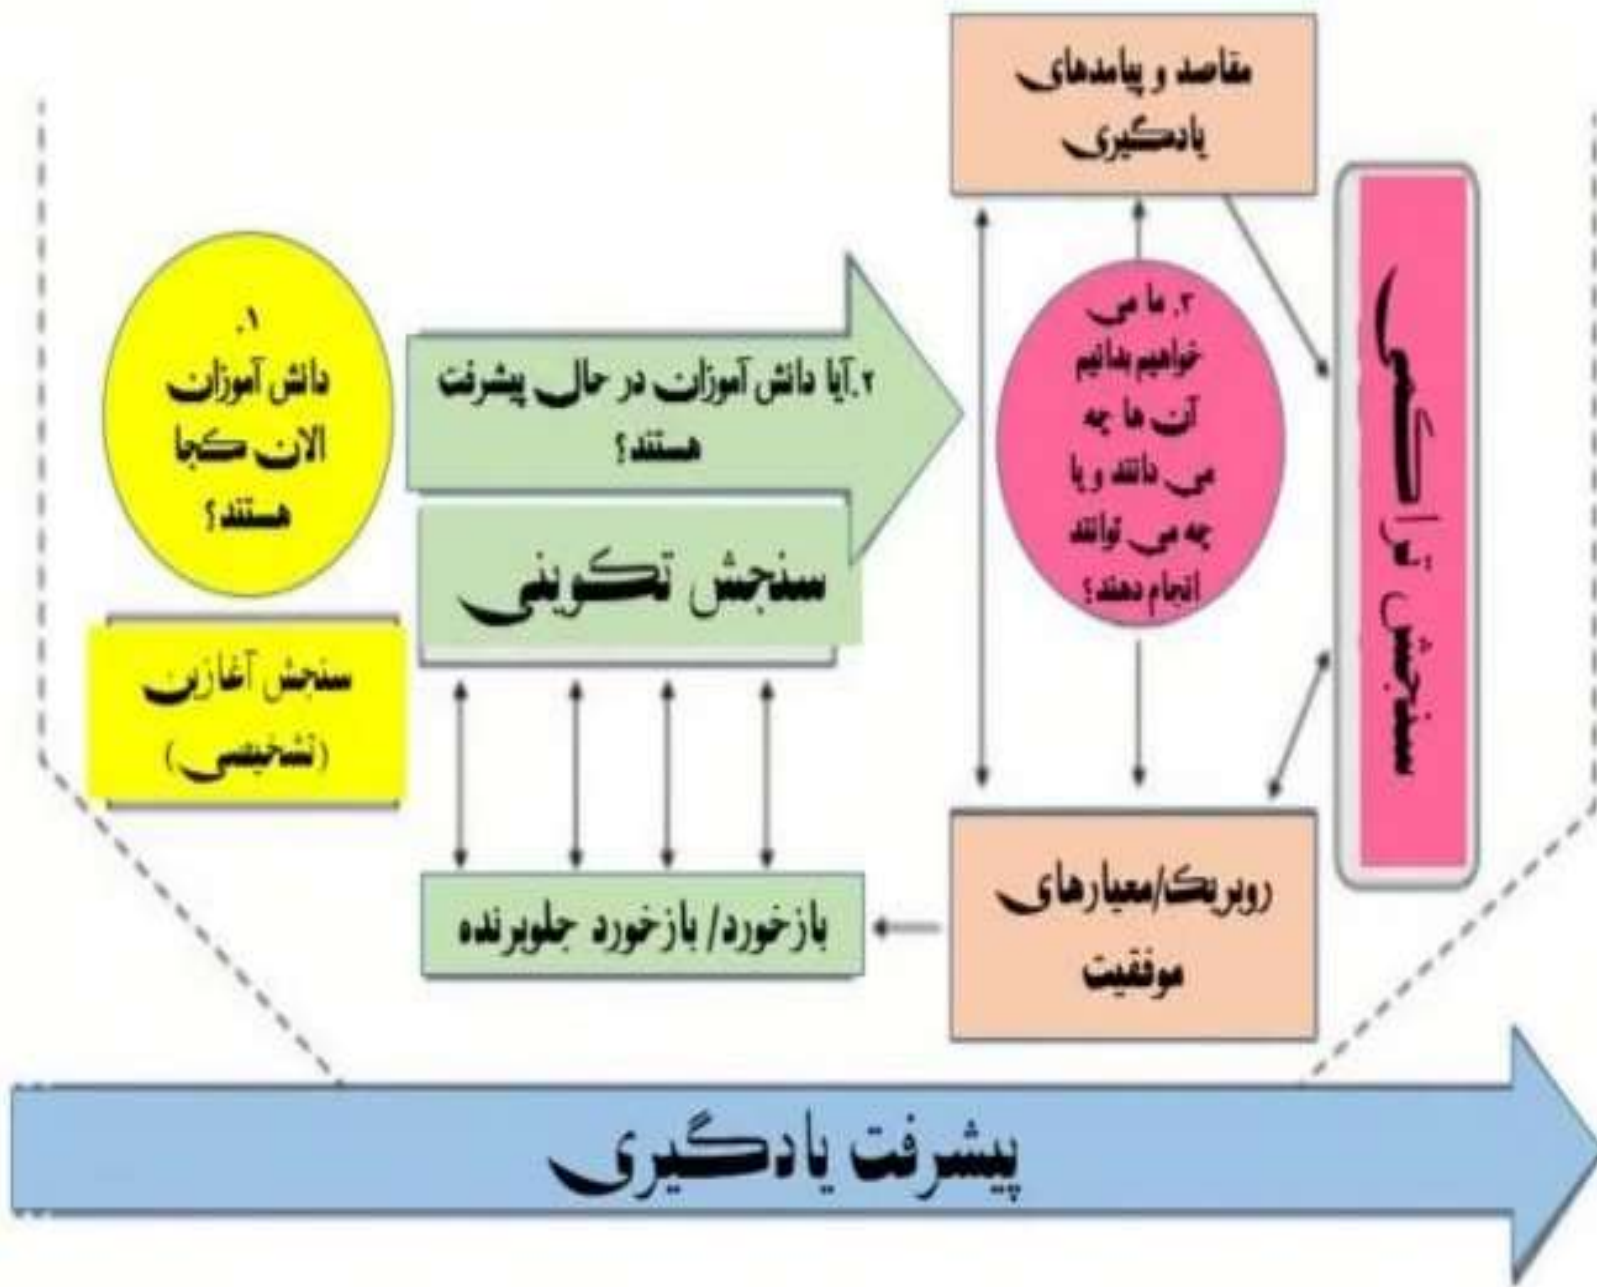 مقاصد و پیامدهای
یادگیری
۱.
دانش آموزان
الان کجا
هستند؟
سنجش آغازین
(تشخیصی)
۲.آیا دانش آموزان در حال پیشرفت
هستند؟
سنجش تکوینی
بازخورد/ بازخورد جلوبرنده
۳. ما می
خواهیم بدانیم
آن ها چه
می دانند و یا
چه می توانند
انجام دهند؟
روبریک/معیارهای
موفقیت
سنجش تراکمی
پیشرفت یادگیری